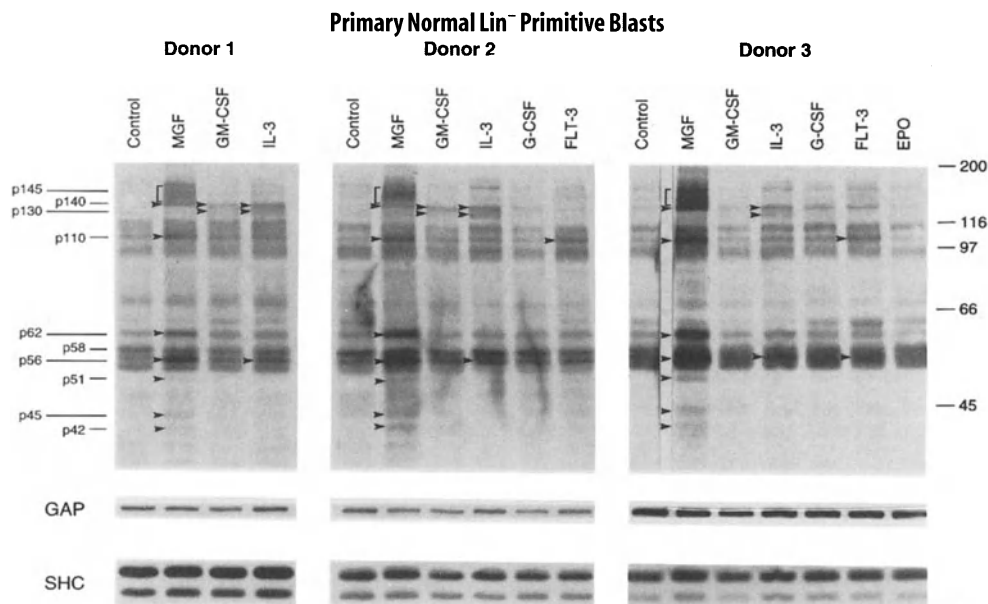 Primary Normal Lin⁻ Primitive Blasts
Donor 1 Donor 2 Donor 3
Control MGF GM-CSF IL-3 Control MGF GM-CSF IL-3 G-CSF FLT-3 Control MGF GM-CSF IL-3 G-CSF FLT-3 EPO
p145
p140
p130
p110
p62
p58
p56
p51
p45
p42
200
116
97
66
45
GAP
SHC